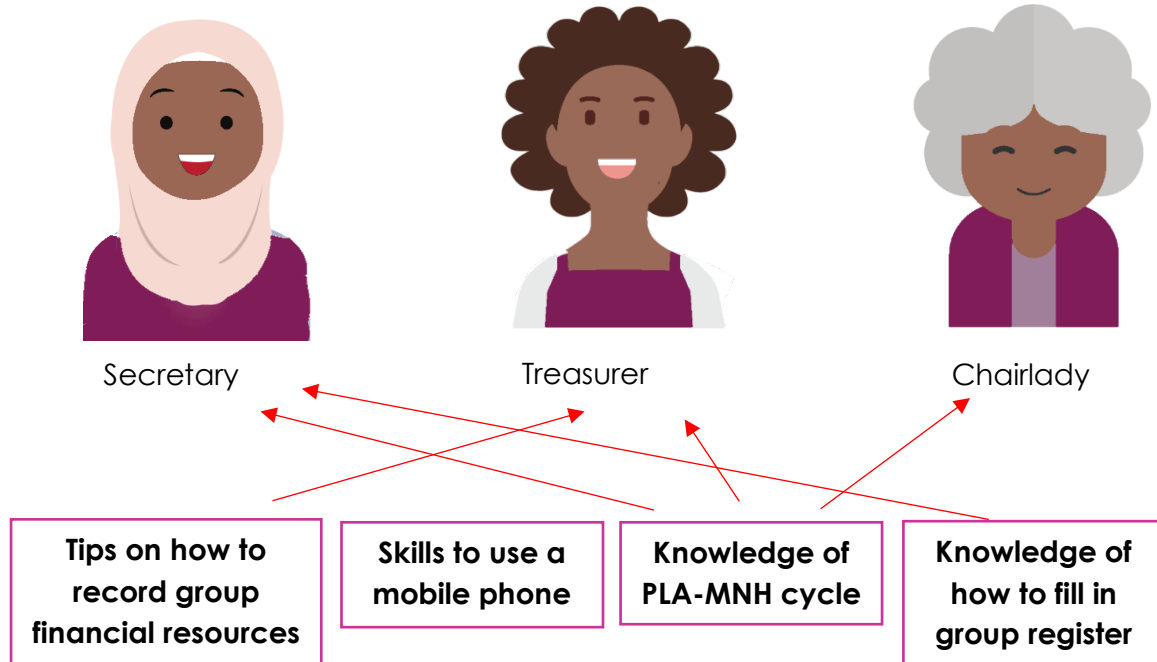 Secretary
Treasurer
Chairlady
Tips on how to
record group
financial resources
Skills to use a
mobile phone
Knowledge of
PLA-MNH cycle
Knowledge of
how to fill in
group register